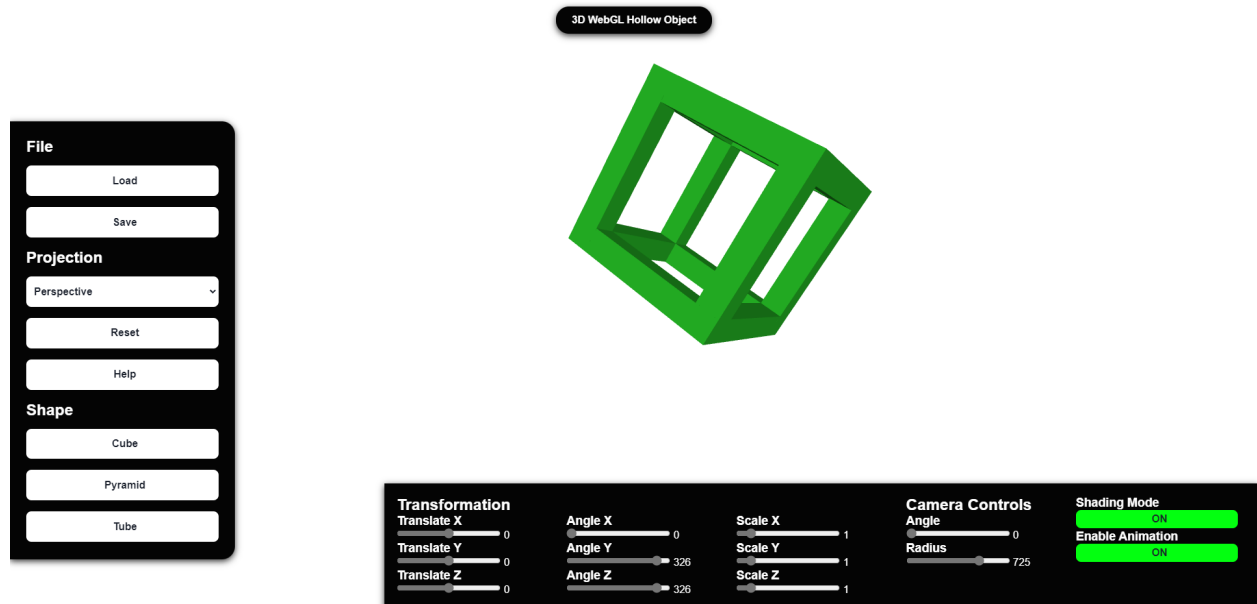 3D WebGL Hollow Object
File
Load
Save
Projection
Perspective
Reset
Help
Shape
Cube
Pyramid
Tube
Transformation
Translate X 0
Translate Y 0
Translate Z 0
Angle X 0
Angle Y 326
Angle Z 326
Scale X 1
Scale Y 1
Scale Z 1
Camera Controls
Angle 0
Radius 725
Shading Mode
ON
Enable Animation
ON